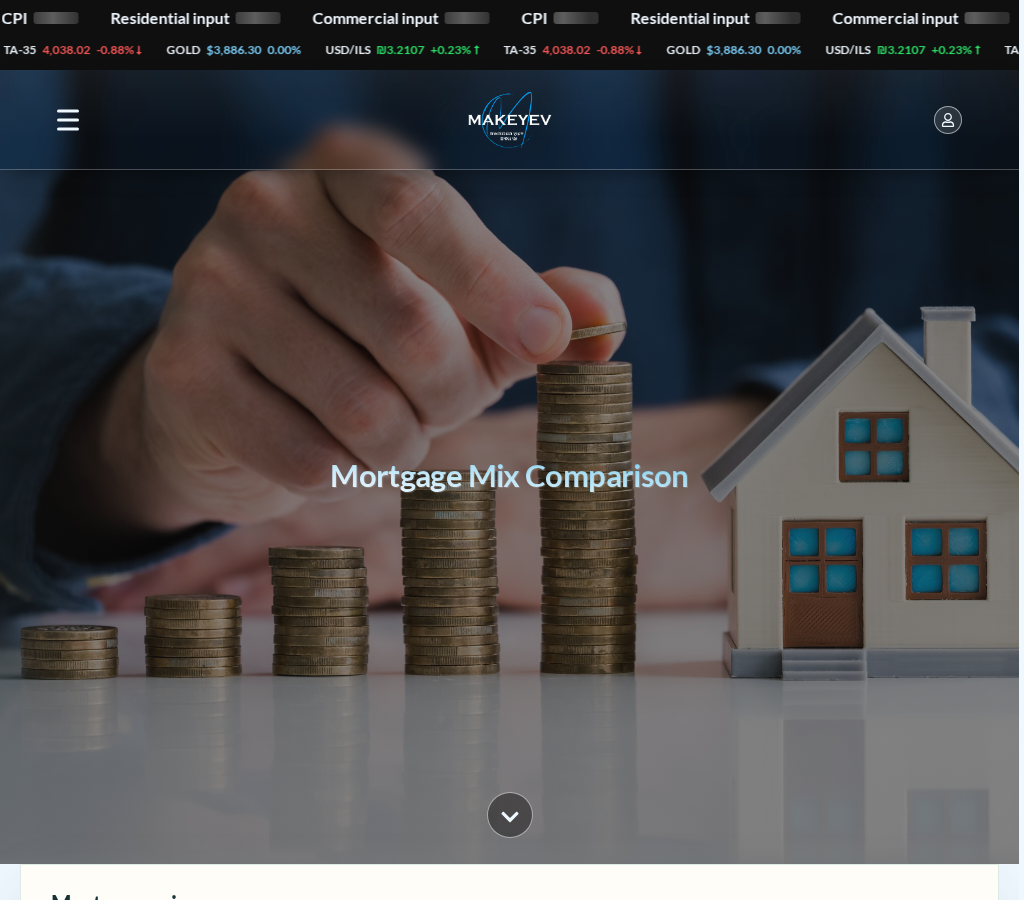 CPI Residential input Commercial input CPI Residential input Commercial input
TA-35 4,038.02 -0.88%↓ GOLD $3,886.30 0.00% USD/ILS ₪3.2107 +0.23%↑ TA-35 4,038.02 -0.88%↓ GOLD $3,886.30 0.00% USD/ILS ₪3.2107 +0.23%↑ TA
MAKEYEV
Mortgage Mix Comparison